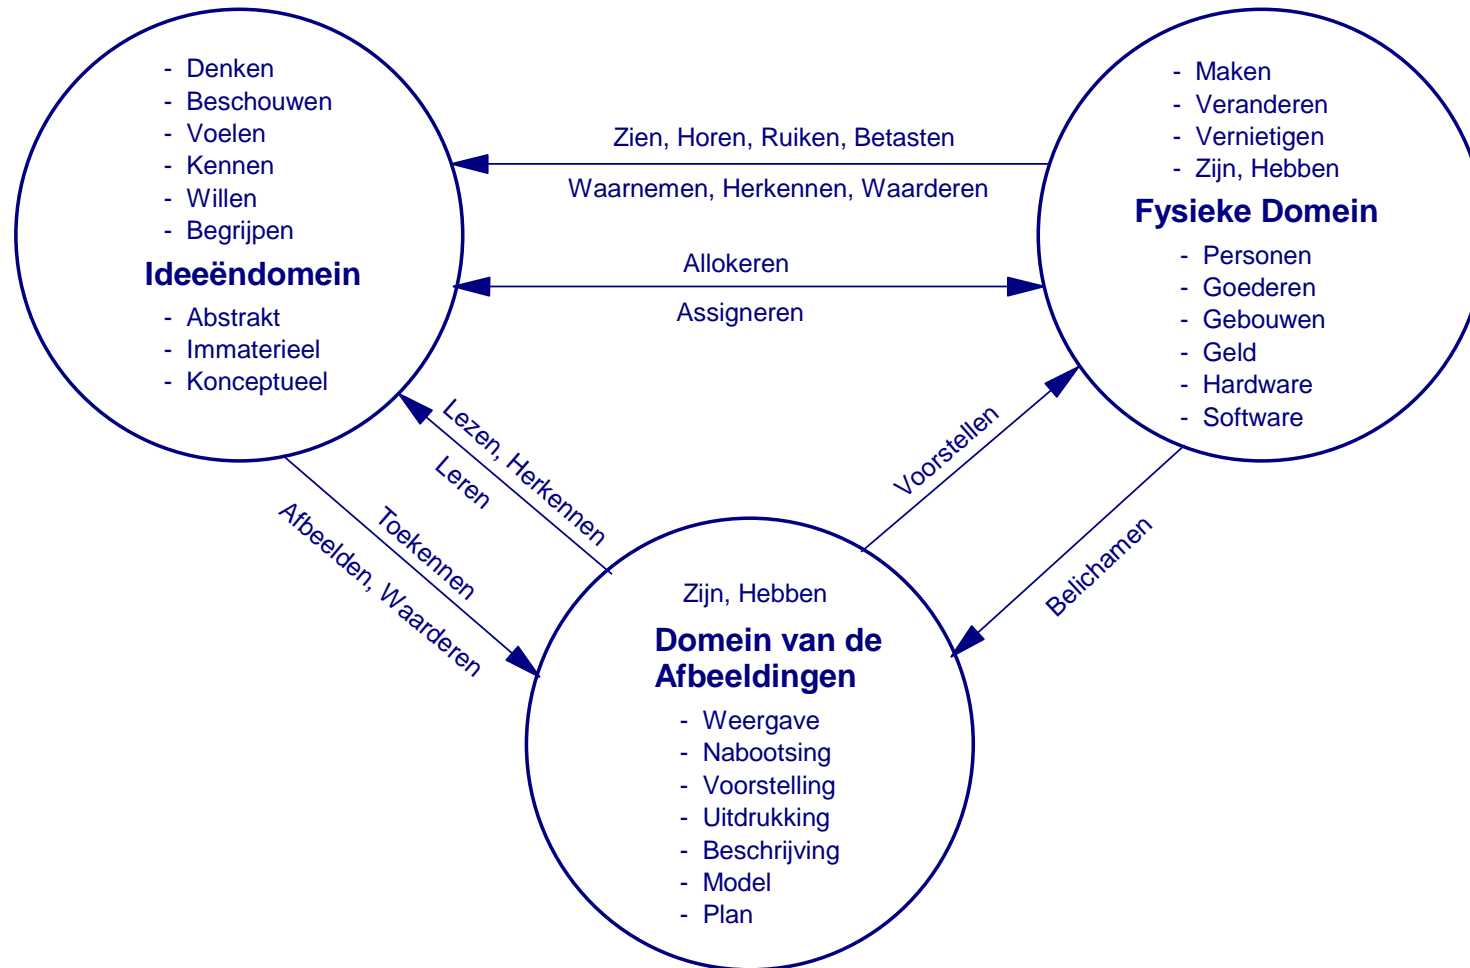 - Denken
- Beschouwen
- Voelen
- Kennen
- Willen
- Begrijpen
Ideeëndomein
- Abstrakt
- Immaterieel
- Konceptueel
Zien, Horen, Ruiken, Betasten
Waarnemen, Herkennen, Waarderen
Allokeren
Assigneren
- Maken
- Veranderen
- Vernietigen
- Zijn, Hebben
Fysieke Domein
- Personen
- Goederen
- Gebouwen
- Geld
- Hardware
- Software
Lezen, Herkennen
Leren
Toekennen
Afbeelden, Waarderen
Voorstellen
Belichamen
Zijn, Hebben
Domein van de
Afbeeldingen
- Weergave
- Nabootsing
- Voorstelling
- Uitdrukking
- Beschrijving
- Model
- Plan